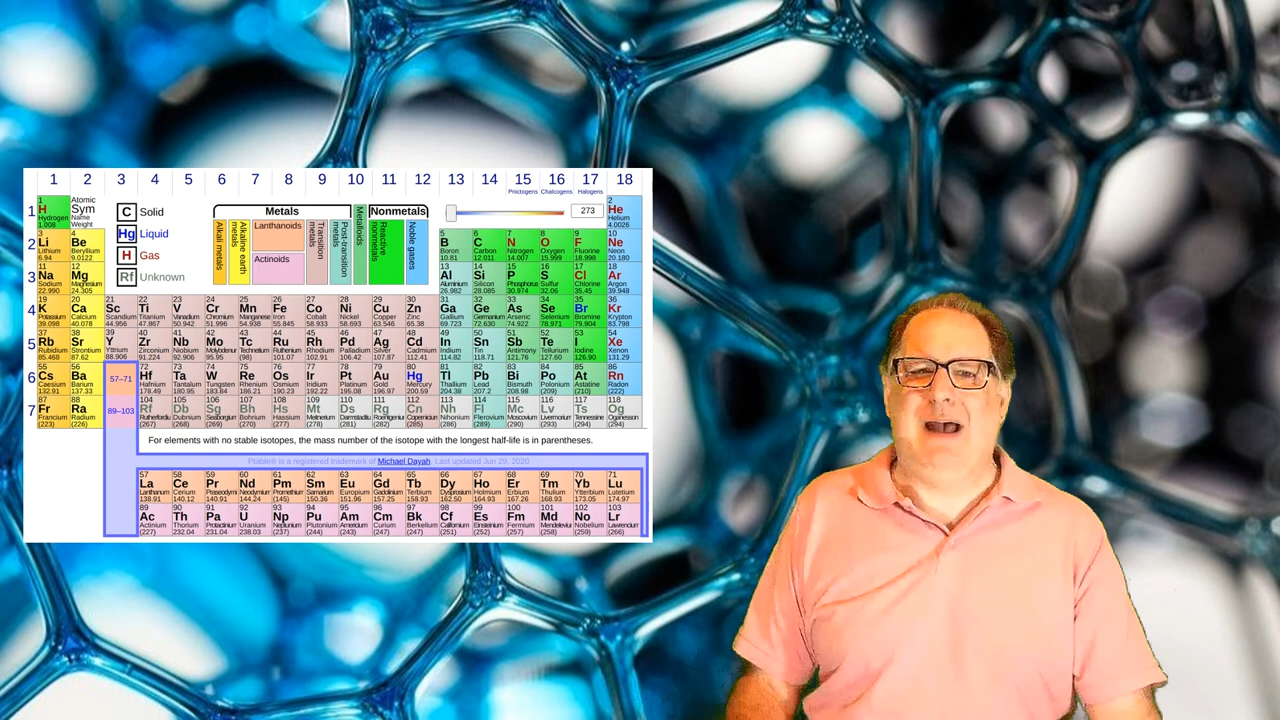 1 2 3 4 5 6 7 8 9 10 11 12 13 14 15 16 17 18
Pnictogens Chalcogens Halogens
1 2 3 4 5 6 7
Atomic
Sym
Name
Weight
C Solid
Hg Liquid
H Gas
Rf Unknown
Metals
Nonmetals
Alkali metals
Alkaline earth metals
Lanthanoids
Actinoids
Transition metals
Post-transition metals
Metalloids
Reactive nonmetals
Noble gases
273
1 2
H He
Hydrogen Helium
1.008 4.0026
3 4 5 6 7 8 9 10
Li Be B C N O F Ne
Lithium Beryllium Boron Carbon Nitrogen Oxygen Fluorine Neon
6.94 9.0122 10.81 12.011 14.007 15.999 18.998 20.180
11 12 13 14 15 16 17 18
Na Mg Al Si P S Cl Ar
Sodium Magnesium Aluminium Silicon Phosphorus Sulfur Chlorine Argon
22.990 24.305 26.982 28.085 30.974 32.06 35.45 39.948
19 20 21 22 23 24 25 26 27 28 29 30 31 32 33 34 35 36
K Ca Sc Ti V Cr Mn Fe Co Ni Cu Zn Ga Ge As Se Br Kr
Potassium Calcium Scandium Titanium Vanadium Chromium Manganese Iron Cobalt Nickel Copper Zinc Gallium Germanium Arsenic Selenium Bromine Krypton
39.098 40.078 44.956 47.867 50.942 51.996 54.938 55.845 58.933 58.693 63.546 65.38 69.723 72.630 74.922 78.971 79.904 83.798
37 38 39 40 41 42 43 44 45 46 47 48 49 50 51 52 53 54
Rb Sr Y Zr Nb Mo Tc Ru Rh Pd Ag Cd In Sn Sb Te I Xe
Rubidium Strontium Yttrium Zirconium Niobium Molybdenum Technetium Ruthenium Rhodium Palladium Silver Cadmium Indium Tin Antimony Tellurium Iodine Xenon
85.468 87.62 88.906 91.224 92.906 95.95 (98) 101.07 102.91 106.42 107.87 112.41 114.82 118.71 121.76 127.60 126.90 131.29
55 56 57–71 72 73 74 75 76 77 78 79 80 81 82 83 84 85 86
Cs Ba Hf Ta W Re Os Ir Pt Au Hg Tl Pb Bi Po At Rn
Caesium Barium Hafnium Tantalum Tungsten Rhenium Osmium Iridium Platinum Gold Mercury Thallium Lead Bismuth Polonium Astatine Radon
132.91 137.33 178.49 180.95 183.84 186.21 190.23 192.22 195.08 196.97 200.59 204.38 207.2 208.98 (209) (210) (222)
87 88 89–103 104 105 106 107 108 109 110 111 112 113 114 115 116 117 118
Fr Ra Rf Db Sg Bh Hs Mt Ds Rg Cn Nh Fl Mc Lv Ts Og
Francium Radium Dubnium Bohrium Hassium Nihonium Flerovium Tennessine
(223) (226) (267) (268) (269) (270) (277) (278) (281) (282) (285) (286) (289) (290) (293) (294) (294)
For elements with no stable isotopes, the mass number of the isotope with the longest half-life is in parentheses.
Ptable® is a registered trademark of Michael Dayah Last updated Jun 29, 2020
57 58 59 60 61 62 63 64 65 66 67 68 69 70 71
La Ce Pr Nd Pm Sm Eu Gd Tb Dy Ho Er Tm Yb Lu
Lanthanum Cerium Samarium Europium Gadolinium Terbium Holmium Erbium Thulium Ytterbium Lutetium
138.91 140.12 140.91 144.24 (145) 150.36 151.96 157.25 158.93 162.50 164.93 167.26 168.93 173.05 174.97
89 90 91 92 93 94 95 96 97 98 99 100 101 102 103
Ac Th Pa U Np Pu Am Cm Bk Cf Es Fm Md No Lr
Actinium Thorium Uranium Neptunium Plutonium Curium Berkelium Fermium Nobelium
(227) 232.04 231.04 238.03 (237) (244) (243) (247) (247) (251) (252) (257) (258) (259) (266)